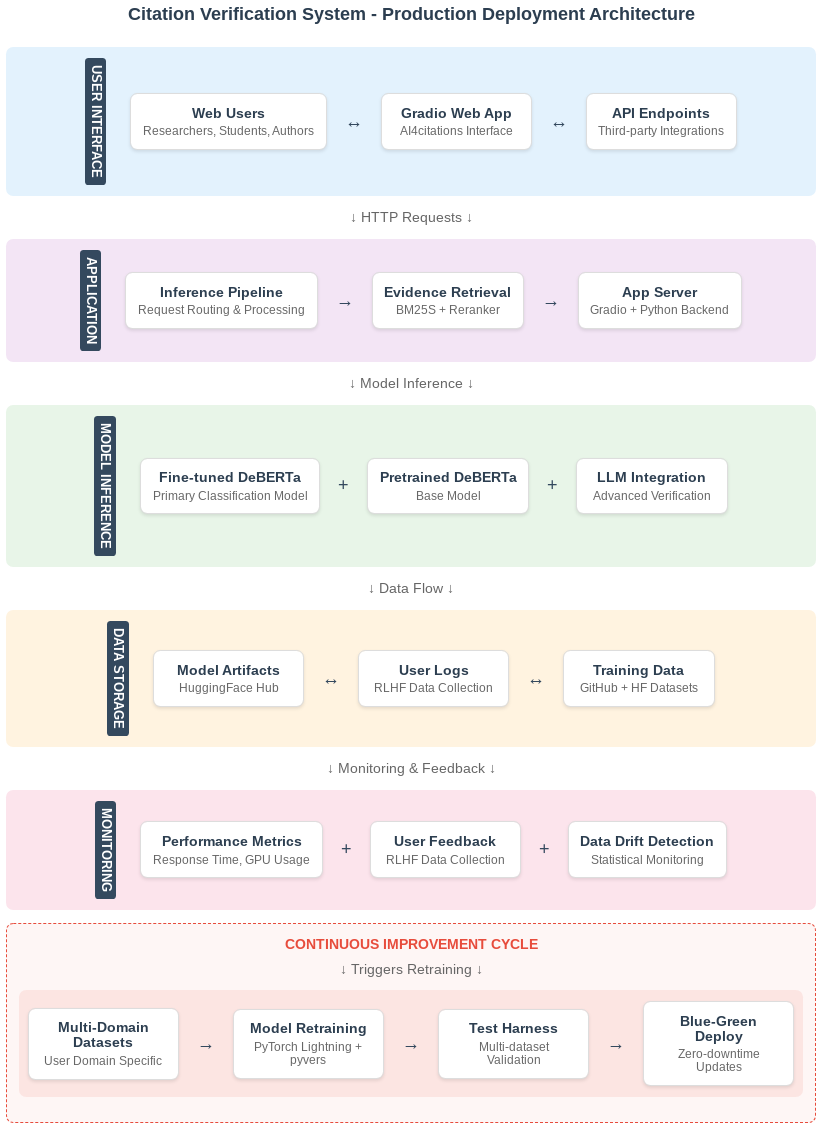 Citation Verification System - Production Deployment Architecture
USER INTERFACE
Web Users
Researchers, Students, Authors
↔
Gradio Web App
AI4citations Interface
↔
API Endpoints
Third-party Integrations
↓ HTTP Requests ↓
APPLICATION
Inference Pipeline
Request Routing & Processing
→
Evidence Retrieval
BM25S + Reranker
→
App Server
Gradio + Python Backend
↓ Model Inference ↓
MODEL INFERENCE
Fine-tuned DeBERTa
Primary Classification Model
+
Pretrained DeBERTa
Base Model
+
LLM Integration
Advanced Verification
↓ Data Flow ↓
DATA STORAGE
Model Artifacts
HuggingFace Hub
↔
User Logs
RLHF Data Collection
↔
Training Data
GitHub + HF Datasets
↓ Monitoring & Feedback ↓
MONITORING
Performance Metrics
Response Time, GPU Usage
+
User Feedback
RLHF Data Collection
+
Data Drift Detection
Statistical Monitoring
CONTINUOUS IMPROVEMENT CYCLE
↓ Triggers Retraining ↓
Multi-Domain
Datasets
User Domain Specific
→
Model Retraining
PyTorch Lightning +
pyvers
→
Test Harness
Multi-dataset
Validation
→
Blue-Green
Deploy
Zero-downtime
Updates